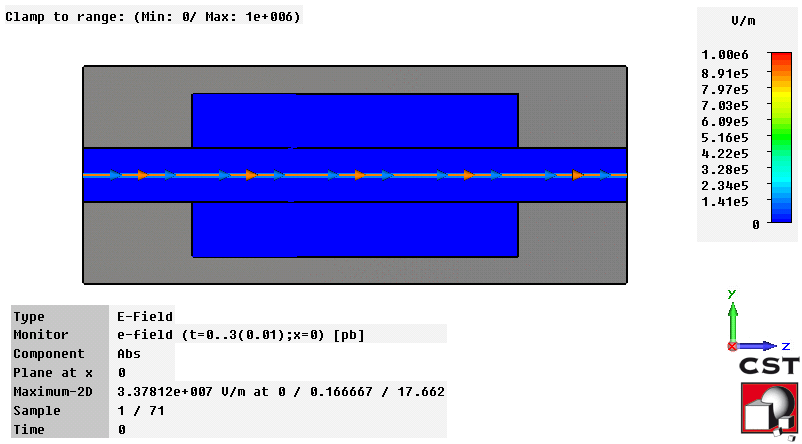 Clamp to range: (Min: 0/ Max: 1e+006)
V/m
1.00e6
8.91e5
7.97e5
7.03e5
6.09e5
5.16e5
4.22e5
3.28e5
2.34e5
1.41e5
0
Type E-Field
Monitor e-field (t=0..3(0.01);x=0) [pb]
Component Abs
Plane at x 0
Maximum-2D 3.37812e+007 V/m at 0 / 0.166667 / 17.662
Sample 1 / 71
Time 0
y
z
CST